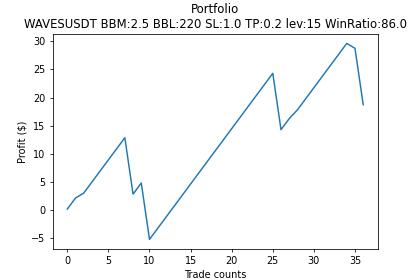 Portfolio
WAVESUSDT BBM:2.5 BBL:220 SL:1.0 TP:0.2 lev:15 WinRatio:86.0
30
25
20
15
10
5
0
−5
Profit ($)
0 5 10 15 20 25 30 35
Trade counts